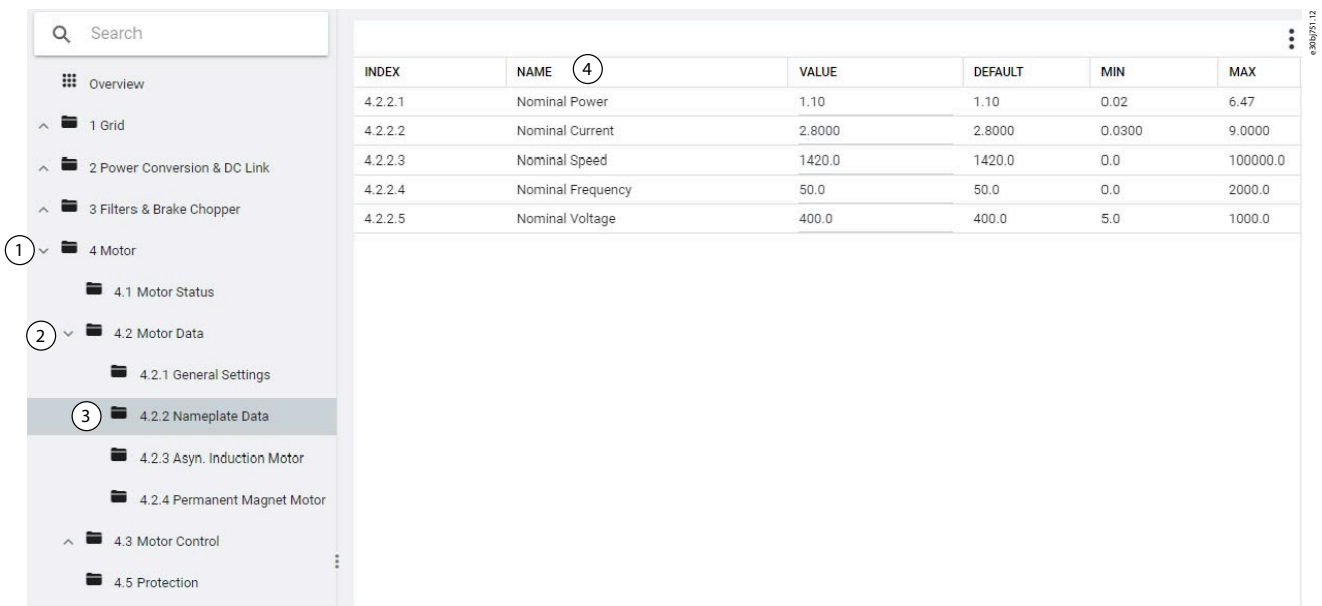 Search
Overview
1 Grid
2 Power Conversion & DC Link
3 Filters & Brake Chopper
1
4 Motor
4.1 Motor Status
2
4.2 Motor Data
4.2.1 General Settings
3
4.2.2 Nameplate Data
4.2.3 Asyn. Induction Motor
4.2.4 Permanent Magnet Motor
4.3 Motor Control
4.5 Protection
INDEX NAME 4 VALUE DEFAULT MIN MAX
4.2.2.1 Nominal Power 1.10 1.10 0.02 6.47
4.2.2.2 Nominal Current 2.8000 2.8000 0.0300 9.0000
4.2.2.3 Nominal Speed 1420.0 1420.0 0.0 100000.0
4.2.2.4 Nominal Frequency 50.0 50.0 0.0 2000.0
4.2.2.5 Nominal Voltage 400.0 400.0 5.0 1000.0
e30bj751.12